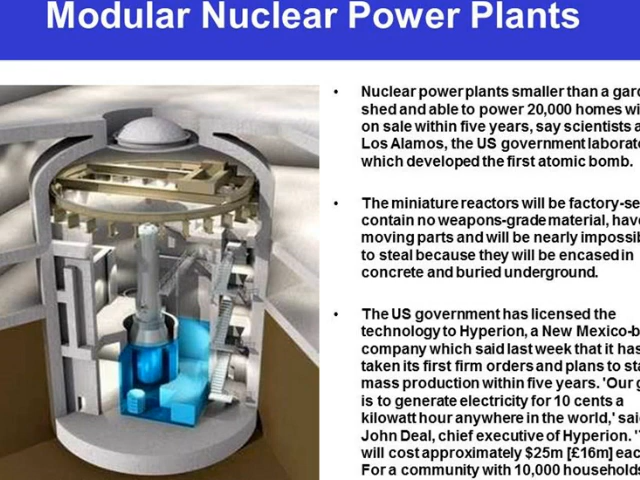 Modular Nuclear Power Plants
• Nuclear power plants smaller than a gard
shed and able to power 20,000 homes wi
on sale within five years, say scientists a
Los Alamos, the US government laborato
which developed the first atomic bomb.
• The miniature reactors will be factory-se
contain no weapons-grade material, have
moving parts and will be nearly impossib
to steal because they will be encased in
concrete and buried underground.
• The US government has licensed the
technology to Hyperion, a New Mexico-b
company which said last week that it has
taken its first firm orders and plans to sta
mass production within five years. 'Our g
is to generate electricity for 10 cents a
kilowatt hour anywhere in the world,' sai
John Deal, chief executive of Hyperion. '
will cost approximately $25m [£16m] eac
For a community with 10,000 households